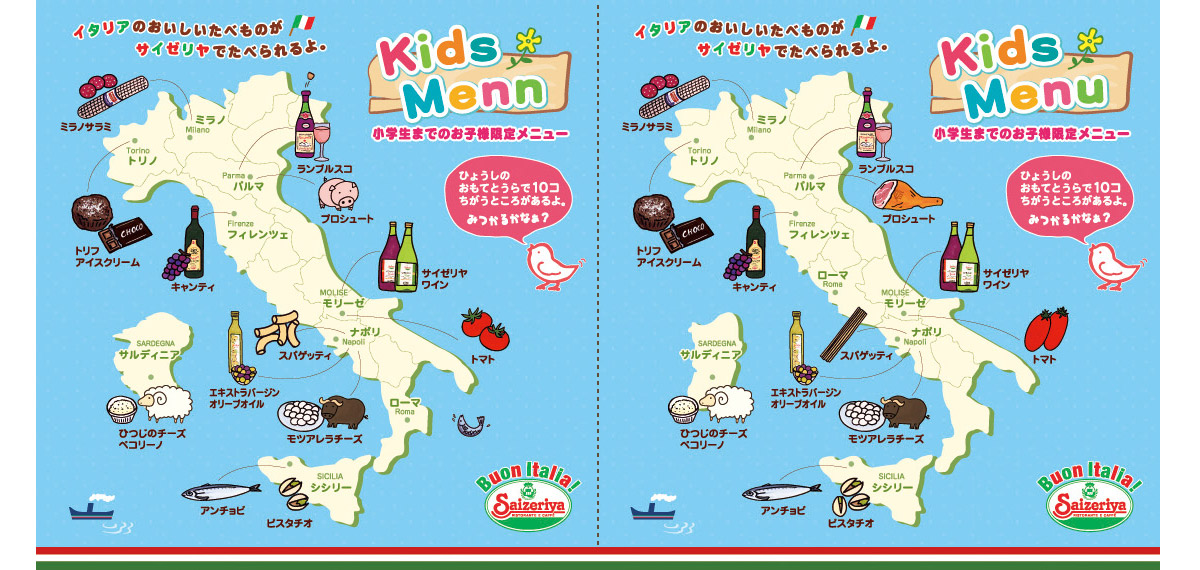 イタリアのおいしいたべものが
サイゼリヤでたべられるよ。
Kids
Menn
小学生までのお子様限定メニュー
ミラノサラミ
ミラノ
Milano
Torino
トリノ
ランブルスコ
Parma
パルマ
プロシュート
ひょうしの
おもてとうらで10コ
ちがうところがあるよ。
みつかるかなぁ?
CHOCO
トリフ
アイスクリーム
Firenze
フィレンツェ
キャンティ
サイゼリヤ
ワイン
MOLISE
モリーゼ
ナポリ
Napoli
スパゲッティ
トマト
SARDEGNA
サルディニア
エキストラバージン
オリーブオイル
ひつじのチーズ
ペコリーノ
モツアレラチーズ
ローマ
Roma
SICILIA
シシリー
アンチョビ
ピスタチオ
Buon Italia!
Saizeriya
RISTORANTE E CAFFÈ
イタリアのおいしいたべものが
サイゼリヤでたべられるよ。
Kids
Menu
小学生までのお子様限定メニュー
ミラノサラミ
ミラノ
Milano
Torino
トリノ
ランブルスコ
Parma
パルマ
プロシュート
ひょうしの
おもてとうらで10コ
ちがうところがあるよ。
みつかるかなぁ?
CHOCO
トリフ
アイスクリーム
Firenze
フィレンツェ
キャンティ
ローマ
Roma
サイゼリヤ
ワイン
MOLISE
モリーゼ
ナポリ
Napoli
スパゲッティ
トマト
SARDEGNA
サルディニア
エキストラバージン
オリーブオイル
ひつじのチーズ
ペコリーノ
モツアレラチーズ
SICILIA
シシリー
アンチョビ
ピスタチオ
Buon Italia!
Saizeriya
RISTORANTE E CAFFÈ